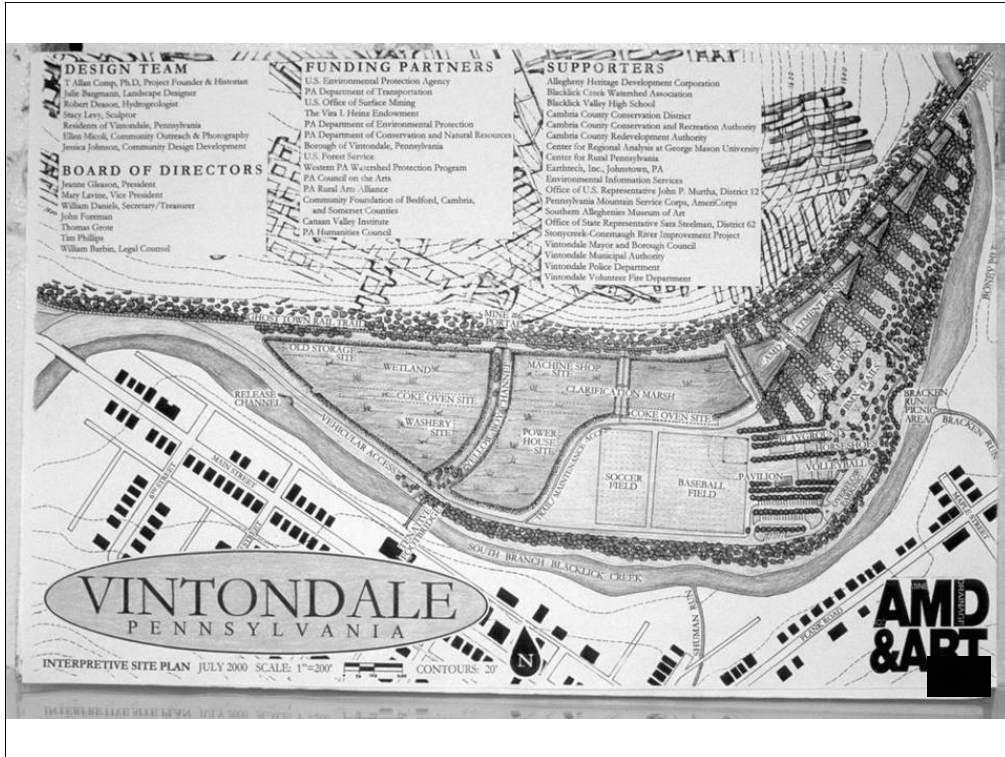 DESIGN TEAM
T Allan Comp, Ph.D, Project Founder & Historian
Julie Bargmann, Landscape Designer
Robert Deason, Hydrogeologist
Stacy Levy, Sculptor
Residents of Vintondale, Pennsylvania
Ellen Micoli, Community Outreach & Photography
Jessica Johnson, Community Design Development
BOARD OF DIRECTORS
Jeanne Gleason, President
Mary Lavine, Vice President
William Daniels, Secretary/Treasurer
John Foreman
Thomas Grote
Tim Phillips
William Barbin, Legal Counsel
FUNDING PARTNERS
U.S. Environmental Protection Agency
PA Department of Transportation
U.S. Office of Surface Mining
The Vira I. Heinz Endowment
PA Department of Environmental Protection
PA Department of Conservation and Natural Resources
Borough of Vintondale, Pennsylvania
U.S. Forest Service
Western PA Watershed Protection Program
PA Council on the Arts
PA Rural Arts Alliance
Community Foundation of Bedford, Cambria,
and Somerset Counties
Canaan Valley Institute
PA Humanities Council
SUPPORTERS
Allegheny Heritage Development Corporation
Blacklick Creek Watershed Association
Blacklick Valley High School
Cambria County Conservation District
Cambria County Conservation and Recreation Authority
Cambria County Redevelopment Authority
Center for Regional Analysis at George Mason University
Center for Rural Pennsylvania
Earthtech, Inc., Johnstown, PA
Environmental Information Services
Office of U.S. Representative John P. Murtha, District 12
Pennsylvania Mountain Service Corps, AmeriCorps
Southern Alleghenies Museum of Art
Office of State Representative Sara Steelman, District 62
Stonycreek-Conemaugh River Improvement Project
Vintondale Mayor and Borough Council
Vintondale Municipal Authority
Vintondale Police Department
Vintondale Volunteer Fire Department
GHOST TOWN RAIL TRAIL
MINE #6
PORTAL
BONEY PILE
OLD STORAGE
SITE
WETLAND
COKE OVEN SITE
WASHERY
SITE
MACHINE SHOP
SITE
CLARIFICATION MARSH
COKE OVEN SITE
POWER
HOUSE
SITE
RELEASE
CHANNEL
VEHICULAR ACCESS
SOCCER
FIELD
BASEBALL
FIELD
PLAYGROUND
HORSESHOES
VOLLEYBALL
PAVILION
BRACKEN
RUN
PICNIC
AREA
BRACKEN RUN
MAIN STREET
STREET
MAPLE STREET
SOUTH BRANCH BLACKLICK CREEK
SHUMAN RUN
PLANK ROAD
VINTONDALE
PENNSYLVANIA
N
AMD
&ART
INTERPRETIVE SITE PLAN JULY 2000 SCALE: 1"=200' CONTOURS: 20'